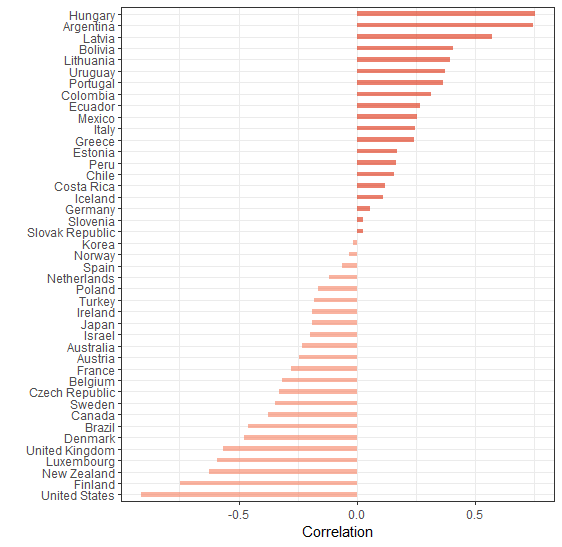 Hungary
Argentina
Latvia
Bolivia
Lithuania
Uruguay
Portugal
Colombia
Ecuador
Mexico
Italy
Greece
Estonia
Peru
Chile
Costa Rica
Iceland
Germany
Slovenia
Slovak Republic
Korea
Norway
Spain
Netherlands
Poland
Turkey
Ireland
Japan
Israel
Australia
Austria
France
Belgium
Czech Republic
Sweden
Canada
Brazil
Denmark
United Kingdom
Luxembourg
New Zealand
Finland
United States
-0.5 0.0 0.5
Correlation